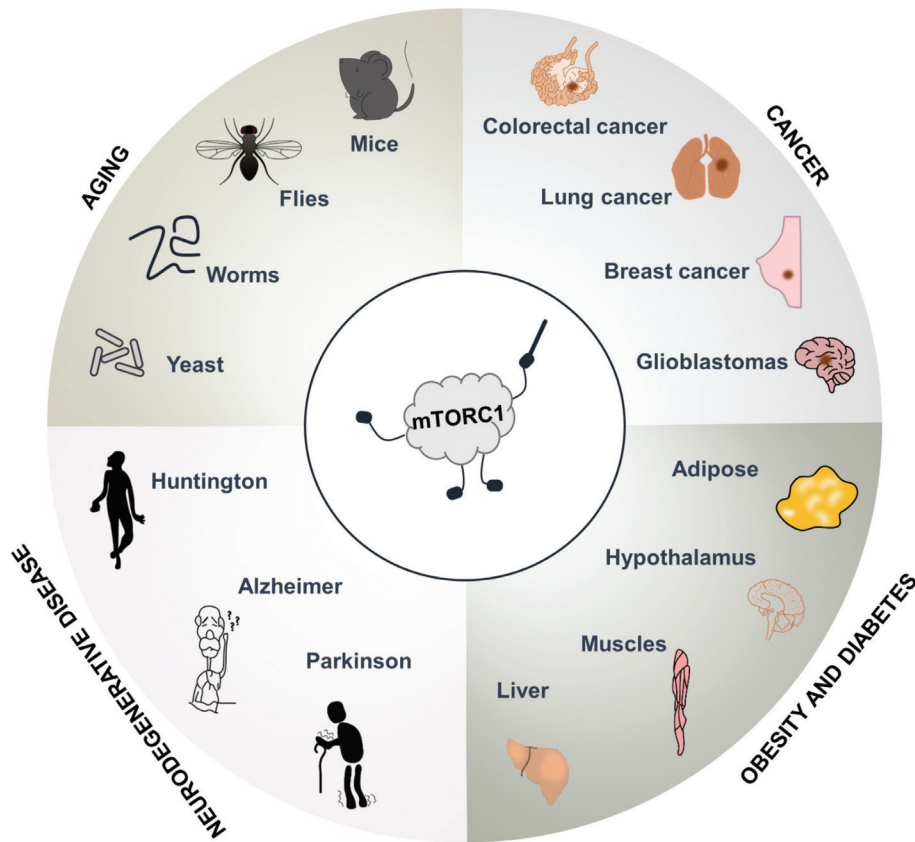 AGING
Mice
Flies
Worms
Yeast
CANCER
Colorectal cancer
Lung cancer
Breast cancer
Glioblastomas
mTORC1
NEURODEGENERATIVE DISEASE
Huntington
Alzheimer
? ?
?
Parkinson
OBESITY AND DIABETES
Adipose
Hypothalamus
Muscles
Liver